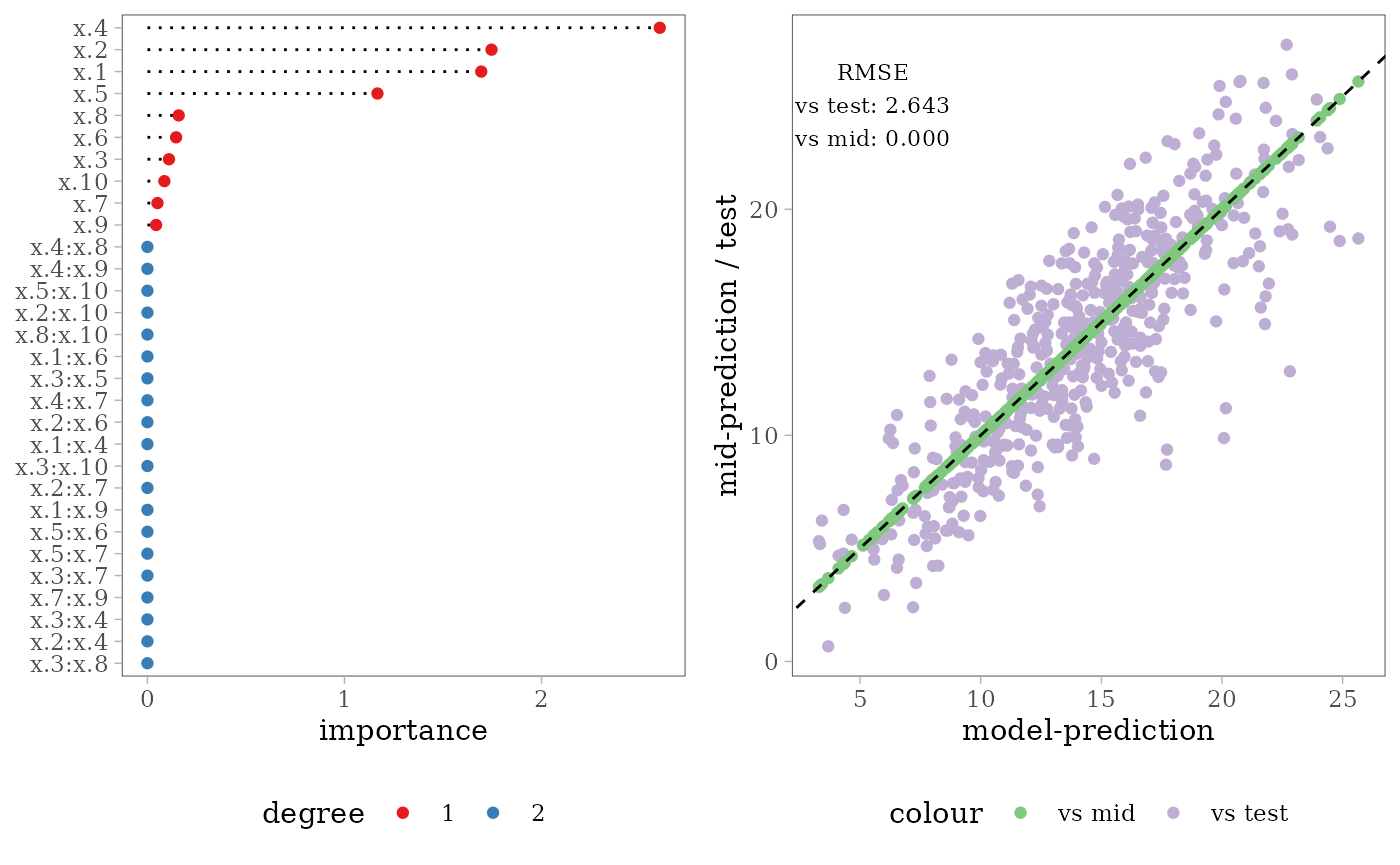 x.4
x.2
x.1
x.5
x.8
x.6
x.3
x.10
x.7
x.9
x.4:x.8
x.4:x.9
x.5:x.10
x.2:x.10
x.8:x.10
x.1:x.6
x.3:x.5
x.4:x.7
x.2:x.6
x.1:x.4
x.3:x.10
x.2:x.7
x.1:x.9
x.5:x.6
x.5:x.7
x.3:x.7
x.7:x.9
x.3:x.4
x.2:x.4
x.3:x.8
0 1 2
importance
degree 1 2
mid-prediction / test
20
10
0
RMSE
vs test: 2.643
vs mid: 0.000
5 10 15 20 25
model-prediction
colour vs mid vs test